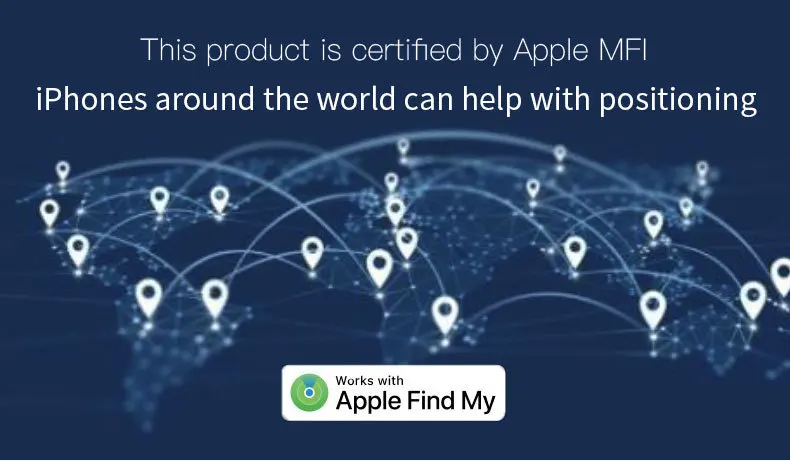 This product is certified by Apple MFI
iPhones around the world can help with positioning
Works with
Apple Find My